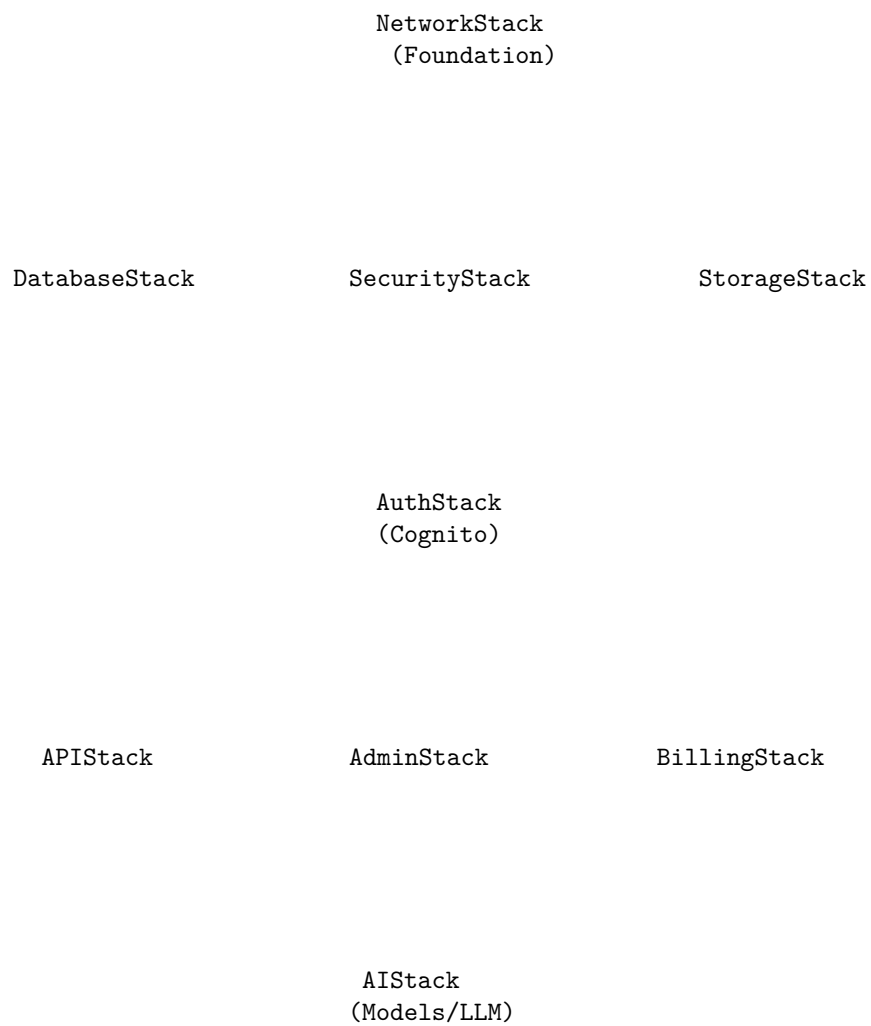 NetworkStack
(Foundation)
DatabaseStack SecurityStack StorageStack
AuthStack
(Cognito)
APIStack AdminStack BillingStack
AIStack
(Models/LLM)